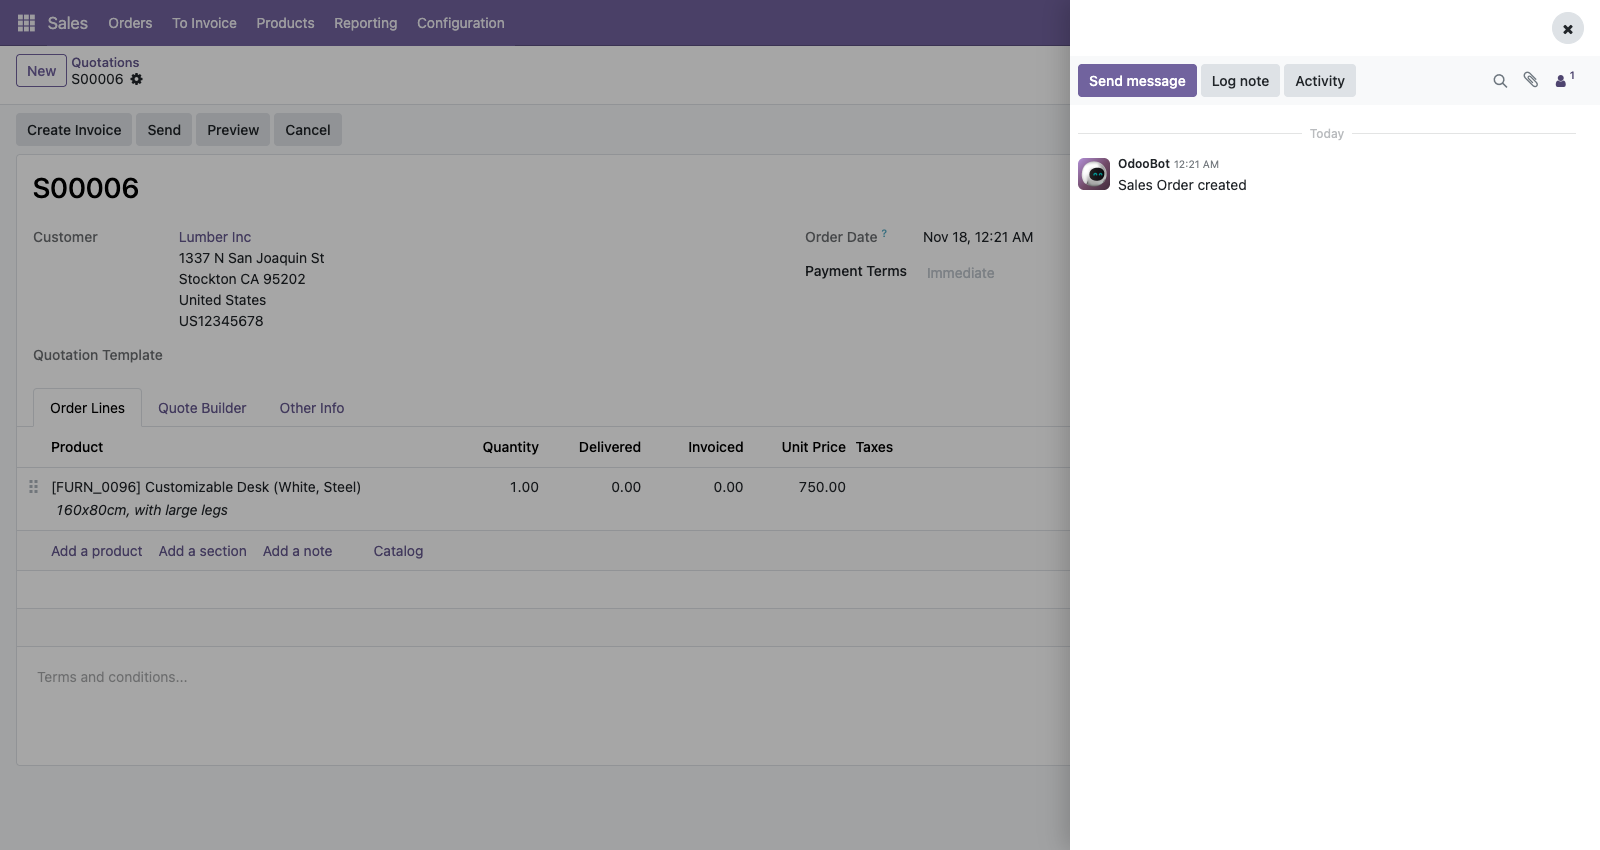 Sales Orders To Invoice Products Reporting Configuration
New
Quotations
S00006
Create Invoice Send Preview Cancel
S00006
Customer
Lumber Inc
1337 N San Joaquin St
Stockton CA 95202
United States
US12345678
Order Date ? Nov 18, 12:21 AM
Payment Terms Immediate
Quotation Template
Order Lines Quote Builder Other Info
Product Quantity Delivered Invoiced Unit Price Taxes
[FURN_0096] Customizable Desk (White, Steel) 1.00 0.00 0.00 750.00
160x80cm, with large legs
Add a product Add a section Add a note Catalog
Terms and conditions...
Send message Log note Activity 1
Today
OdooBot 12:21 AM
Sales Order created